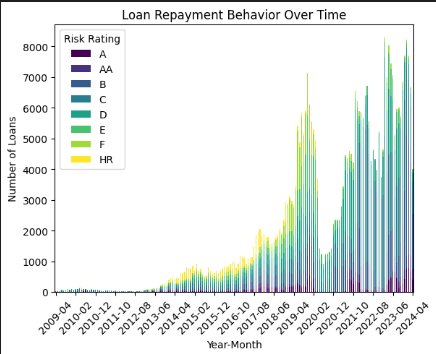 Loan Repayment Behavior Over Time
Risk Rating
A
AA
B
C
D
E
F
HR
8000
7000
6000
5000
4000
3000
2000
1000
0
Number of Loans
2009-04
2010-02
2010-12
2011-10
2012-08
2013-06
2014-04
2015-02
2015-12
2016-10
2017-08
2018-06
2019-04
2020-02
2020-12
2021-10
2022-08
2023-06
2024-04
Year-Month